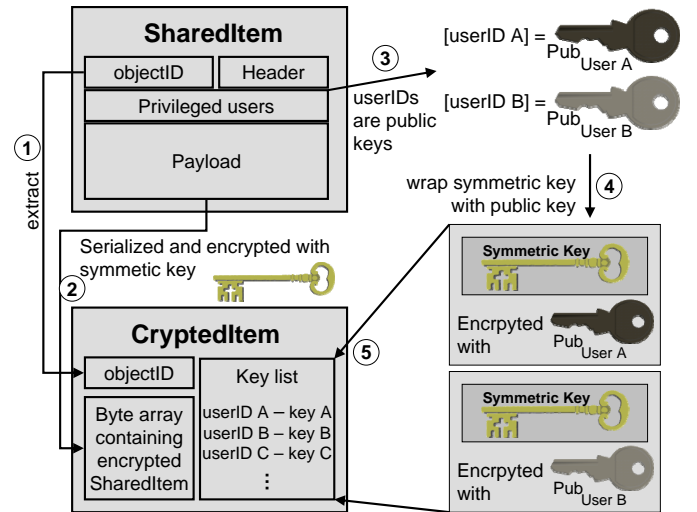 SharedItem
objectID
Header
Privileged users
Payload
1
extract
3
userIDs
are public
keys
[userID A] =
Pub User A
[userID B] =
Pub User B
4
wrap symmetric key
with public key
2
Serialized and encrypted with
symmetic key
CryptedItem
objectID
Byte array
containing
encrypted
SharedItem
Key list
userID A – key A
userID B – key B
userID C – key C
⋮
5
Symmetric Key
Encrpyted
with
Pub User A
Symmetric Key
Encrpyted
with
Pub User B